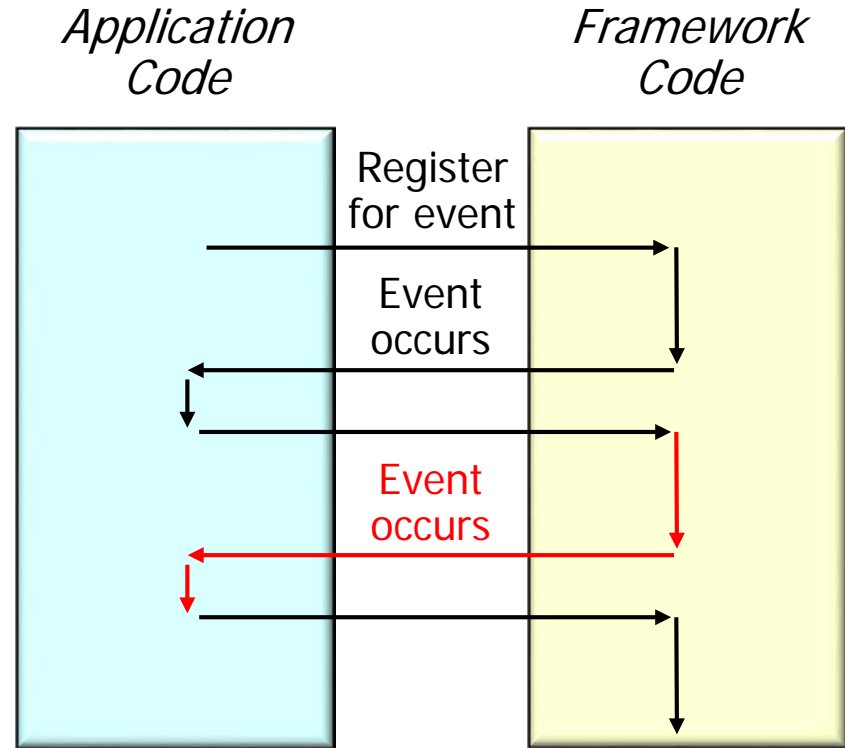 Application
Code
Framework
Code
Register
for event
Event
occurs
Event
occurs